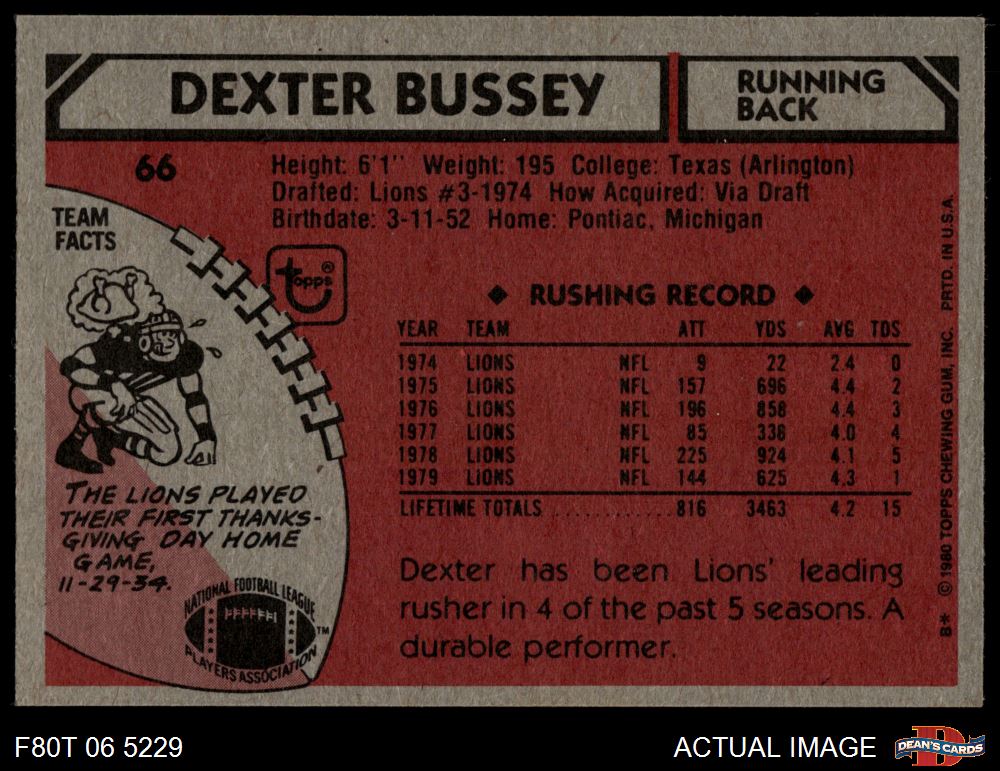 DEXTER BUSSEY
RUNNING
BACK
66
Height: 6'1" Weight: 195 College: Texas (Arlington)
Drafted: Lions #3-1974 How Acquired: Via Draft
Birthdate: 3-11-52 Home: Pontiac, Michigan
TEAM
FACTS
topps®
THE LIONS PLAYED
THEIR FIRST THANKS-
GIVING DAY HOME
GAME,
11-29-34.
NATIONAL FOOTBALL LEAGUE
PLAYERS ASSOCIATION
TM
◆ RUSHING RECORD ◆
YEAR TEAM ATT YDS AVG TDS
1974 LIONS NFL 9 22 2.4 0
1975 LIONS NFL 157 696 4.4 2
1976 LIONS NFL 196 858 4.4 3
1977 LIONS NFL 85 338 4.0 4
1978 LIONS NFL 225 924 4.1 5
1979 LIONS NFL 144 625 4.3 1
LIFETIME TOTALS ............ 816 3463 4.2 15
Dexter has been Lions' leading
rusher in 4 of the past 5 seasons. A
durable performer.
B* © 1980 TOPPS CHEWING GUM, INC. PRTD. IN U.S.A.
F80T 06 5229
ACTUAL IMAGE
DEAN'S CARDS